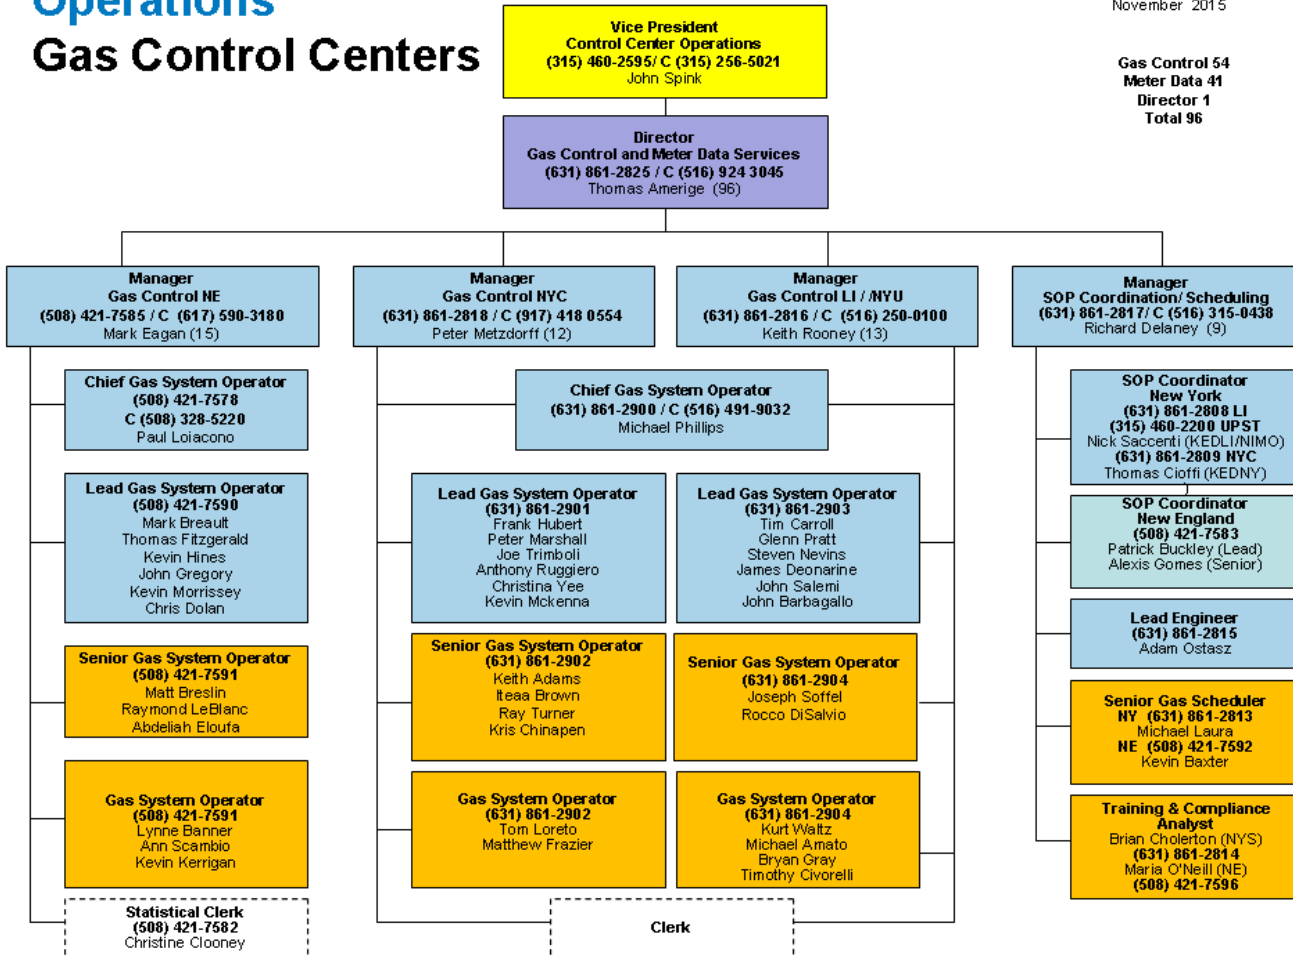 Operations
Gas Control Centers
November 2015
Gas Control 54
Meter Data 41
Director 1
Total 96
Vice President
Control Center Operations
(315) 460-2595/ C (315) 256-5021
John Spink
Director
Gas Control and Meter Data Services
(631) 861-2825 / C (516) 924 3045
Thomas Amerige (96)
Manager
Gas Control NE
(508) 421-7585 / C (617) 590-3180
Mark Eagan (15)
Manager
Gas Control NYC
(631) 861-2818 / C (917) 418 0554
Peter Metzdorff (12)
Manager
Gas Control LI / /NYU
(631) 861-2816 / C (516) 250-0100
Keith Rooney (13)
Manager
SOP Coordination/ Scheduling
(631) 861-2817/ C (516) 315-0438
Richard Delaney (9)
Chief Gas System Operator
(508) 421-7578
C (508) 328-5220
Paul Loiacono
Chief Gas System Operator
(631) 861-2900 / C (516) 491-9032
Michael Phillips
SOP Coordinator
New York
(631) 861-2808 LI
(315) 460-2200 UPST
Nick Saccenti (KEDLI/NIMO)
(631) 861-2809 NYC
Thomas Cioffi (KEDNY)
Lead Gas System Operator
(508) 421-7590
Mark Breault
Thomas Fitzgerald
Kevin Hines
John Gregory
Kevin Morrissey
Chris Dolan
Lead Gas System Operator
(631) 861-2901
Frank Hubert
Peter Marshall
Joe Trimboli
Anthony Ruggiero
Christina Yee
Kevin Mckenna
Lead Gas System Operator
(631) 861-2903
Tim Carroll
Glenn Pratt
Steven Nevins
James Deonarine
John Salemi
John Barbagallo
SOP Coordinator
New England
(508) 421-7583
Patrick Buckley (Lead)
Alexis Gomes (Senior)
Lead Engineer
(631) 861-2815
Adam Ostasz
Senior Gas System Operator
(508) 421-7591
Matt Breslin
Raymond LeBlanc
Abdeliah Eloufa
Senior Gas System Operator
(631) 861-2902
Keith Adams
Iteaa Brown
Ray Turner
Kris Chinapen
Senior Gas System Operator
(631) 861-2904
Joseph Soffel
Rocco DiSalvio
Senior Gas Scheduler
NY (631) 861-2813
Michael Laura
NE (508) 421-7592
Kevin Baxter
Gas System Operator
(508) 421-7591
Lynne Banner
Ann Scambio
Kevin Kerrigan
Gas System Operator
(631) 861-2902
Tom Loreto
Matthew Frazier
Gas System Operator
(631) 861-2904
Kurt Waltz
Michael Amato
Bryan Gray
Timothy Civorelli
Training & Compliance
Analyst
Brian Cholerton (NYS)
(631) 861-2814
Maria O'Neill (NE)
(508) 421-7596
Statistical Clerk
(508) 421-7582
Christine Clooney
Clerk